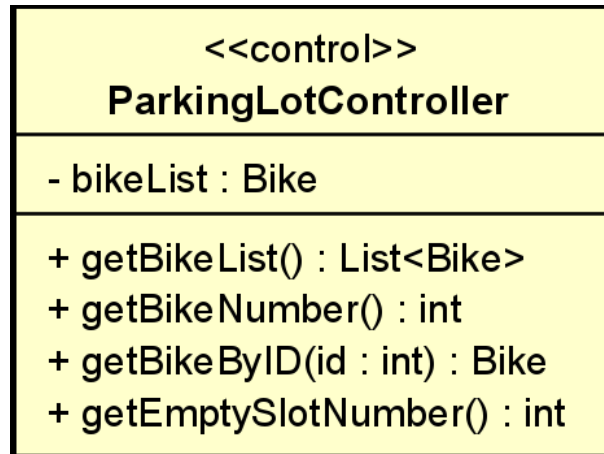 <<control>>
ParkingLotController
- bikeList : Bike
+ getBikeList() : List<Bike>
+ getBikeNumber() : int
+ getBikeByID(id : int) : Bike
+ getEmptySlotNumber() : int